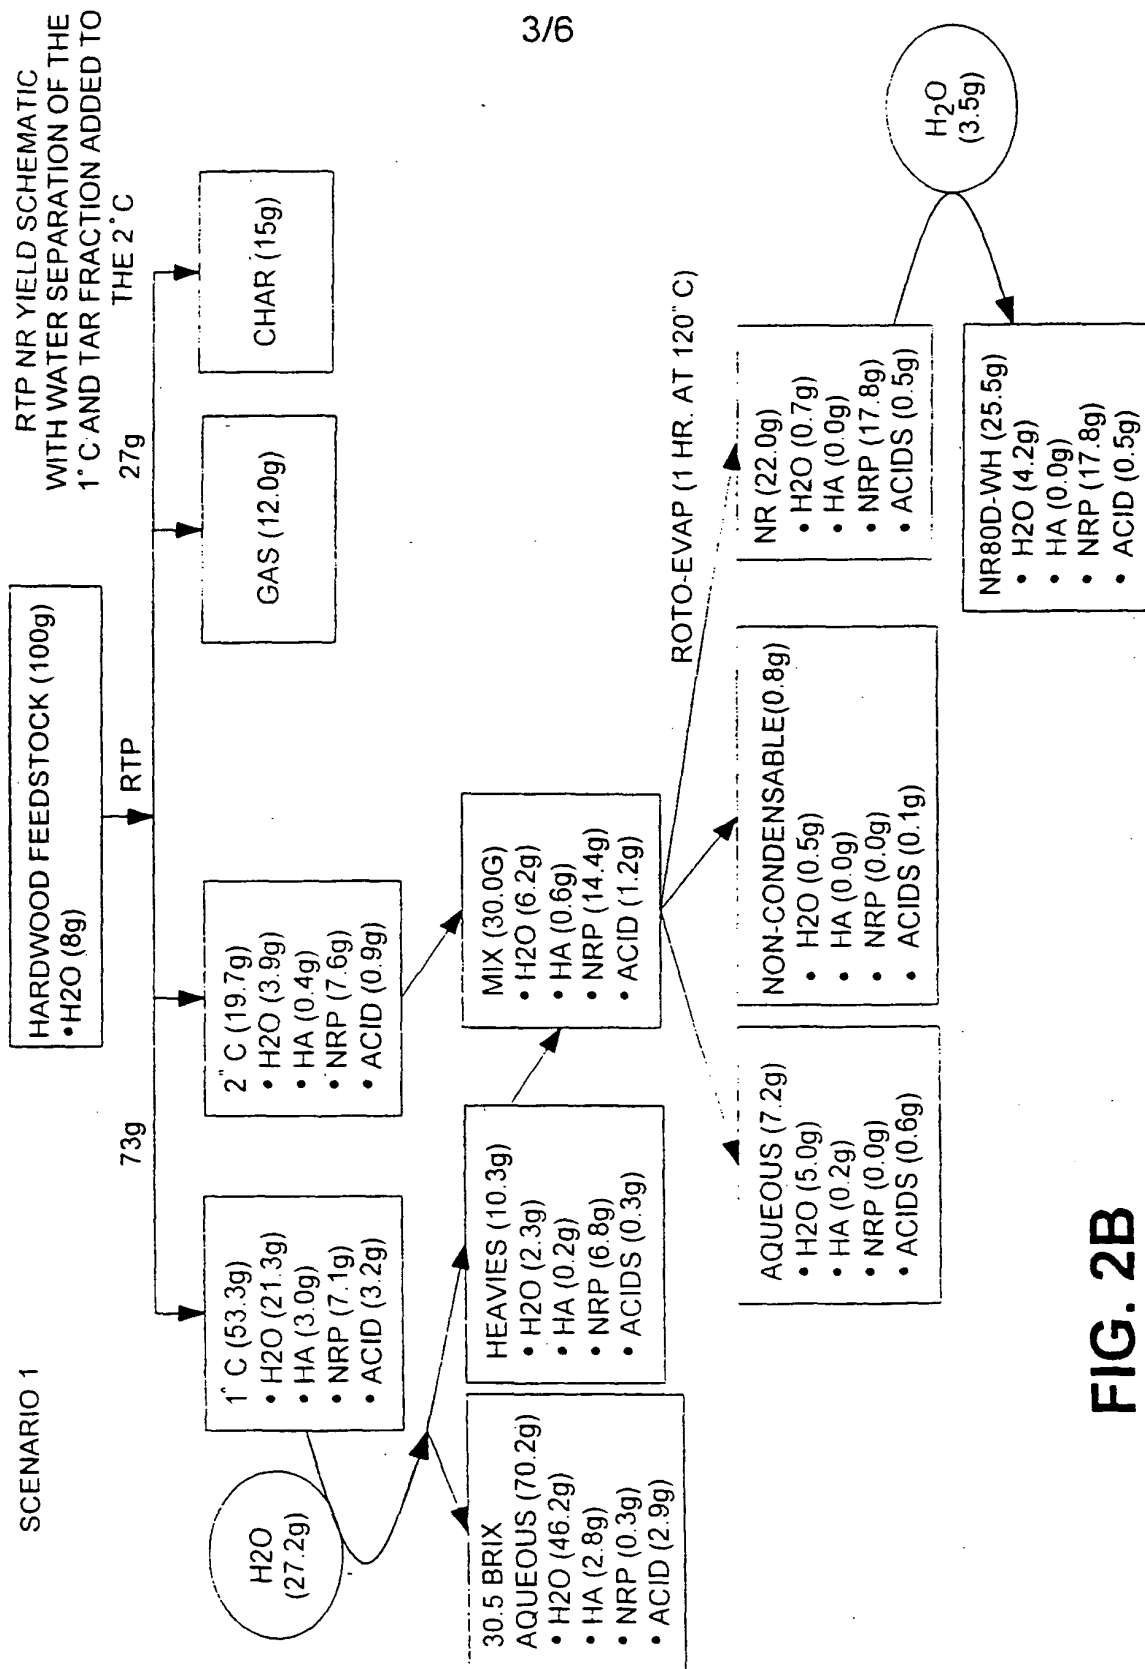 3/6
SCENARIO 1
RTP NR YIELD SCHEMATIC
WITH WATER SEPARATION OF THE
1°C AND TAR FRACTION ADDED TO
THE 2°C
HARDWOOD FEEDSTOCK (100g)
•H2O (8g)
RTP
73g
27g
1°C (53.3g)
• H2O (21.3g)
• HA (3.0g)
• NRP (7.1g)
• ACID (3.2g)
2°C (19.7g)
• H2O (3.9g)
• HA (0.4g)
• NRP (7.6g)
• ACID (0.9g)
GAS (12.0g)
CHAR (15g)
H2O
(27.2g)
30.5 BRIX
AQUEOUS (70.2g)
• H2O (46.2g)
• HA (2.8g)
• NRP (0.3g)
• ACID (2.9g)
HEAVIES (10.3g)
• H2O (2.3g)
• HA (0.2g)
• NRP (6.8g)
• ACIDS (0.3g)
MIX (30.0G)
• H2O (6.2g)
• HA (0.6g)
• NRP (14.4g)
• ACID (1.2g)
ROTO-EVAP (1 HR. AT 120°C)
AQUEOUS (7.2g)
• H2O (5.0g)
• HA (0.2g)
• NRP (0.0g)
• ACIDS (0.6g)
NON-CONDENSABLE(0.8g)
• H2O (0.5g)
• HA (0.0g)
• NRP (0.0g)
• ACIDS (0.1g)
NR (22.0g)
• H2O (0.7g)
• HA (0.0g)
• NRP (17.8g)
• ACIDS (0.5g)
H2O
(3.5g)
NR80D-WH (25.5g)
• H2O (4.2g)
• HA (0.0g)
• NRP (17.8g)
• ACID (0.5g)
FIG. 2B